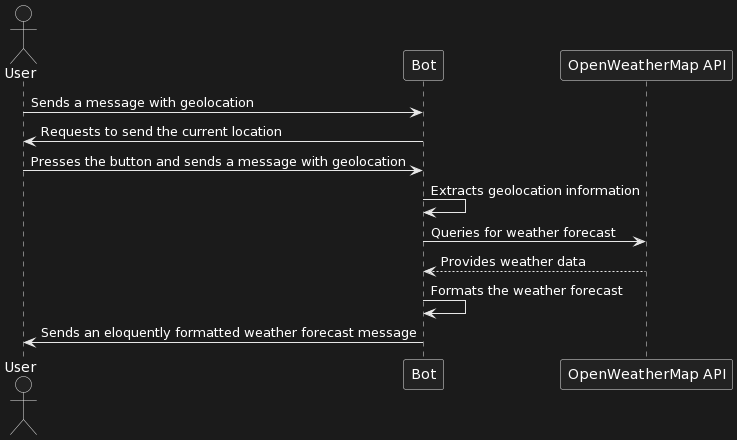 User
Bot
OpenWeatherMap API
Sends a message with geolocation
Requests to send the current location
Presses the button and sends a message with geolocation
Extracts geolocation information
Queries for weather forecast
Provides weather data
Formats the weather forecast
Sends an eloquently formatted weather forecast message
User
Bot
OpenWeatherMap API